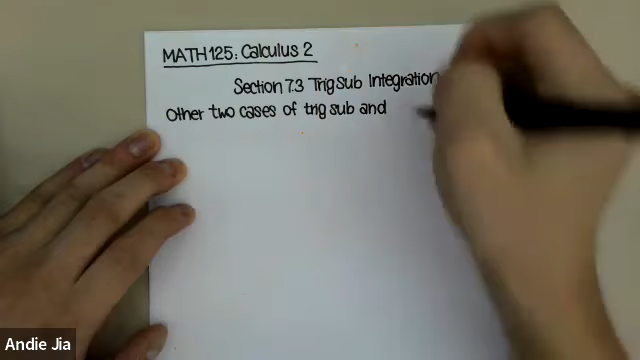 MATH 125: Calculus 2
Section 7.3 Trig Sub Integration
Other two cases of trig sub and
Andie Jia